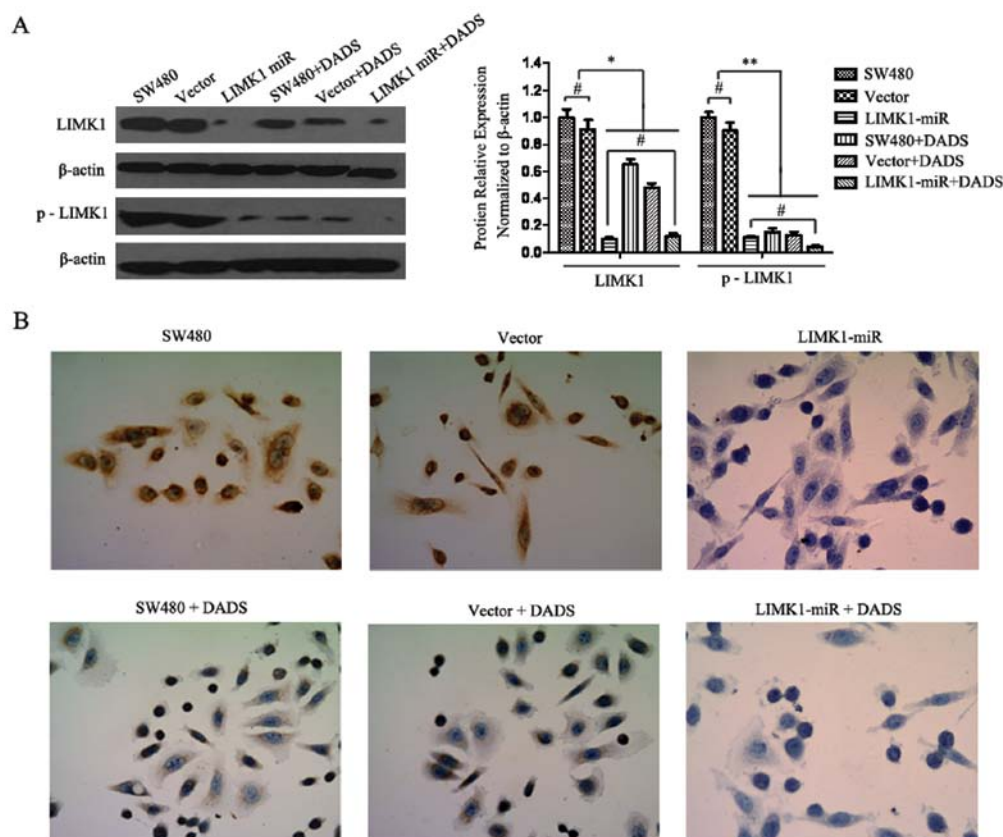 A
SW480
Vector
LIMK1 miR
SW480+DADS
Vector+DADS
LIMK1 miR+DADS
LIMK1
β-actin
p - LIMK1
β-actin
Protien Relative Expression
Normalized to β-actin
1.4
1.2
1.0
0.8
0.6
0.4
0.2
0.0
#
*
#
#
**
#
LIMK1
p - LIMK1
SW480
Vector
LIMK1-miR
SW480+DADS
Vector+DADS
LIMK1-miR+DADS
B
SW480
Vector
LIMK1-miR
SW480 + DADS
Vector + DADS
LIMK1-miR + DADS